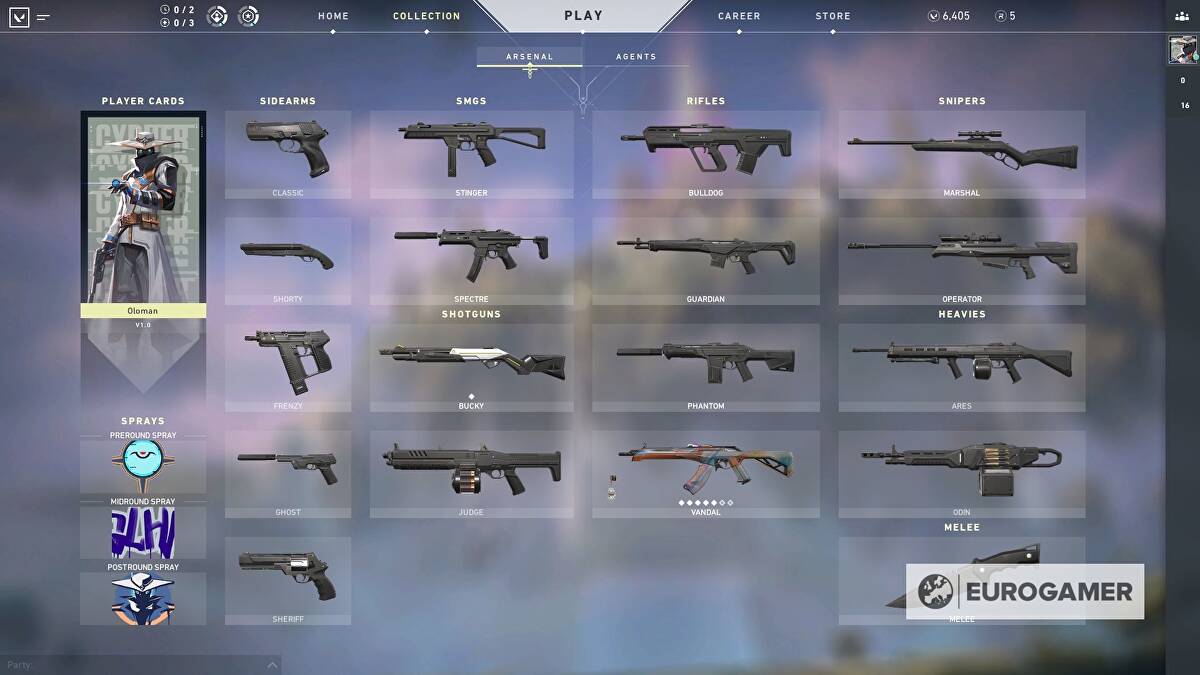 0 / 2
0 / 3
HOME
COLLECTION
PLAY
CAREER
STORE
6,405
5
ARSENAL
AGENTS
0
16
PLAYER CARDS
SIDEARMS
SMGS
RIFLES
SNIPERS
CYPHER
CLASSIC
STINGER
BULLDOG
MARSHAL
SHORTY
SPECTRE
GUARDIAN
OPERATOR
Oloman
V1.0
SHOTGUNS
HEAVIES
FRENZY
BUCKY
PHANTOM
ARES
SPRAYS
PREROUND SPRAY
MIDROUND SPRAY
POSTROUND SPRAY
GHOST
JUDGE
VANDAL
ODIN
MELEE
SHERIFF
MELEE
EUROGAMER
Party: